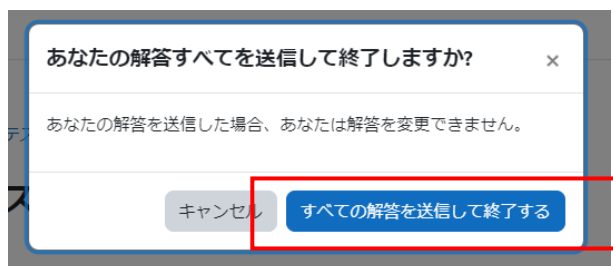 あなたの解答すべてを送信して終了しますか? ×
あなたの解答を送信した場合、あなたは解答を変更できません。
キャンセル すべての解答を送信して終了する